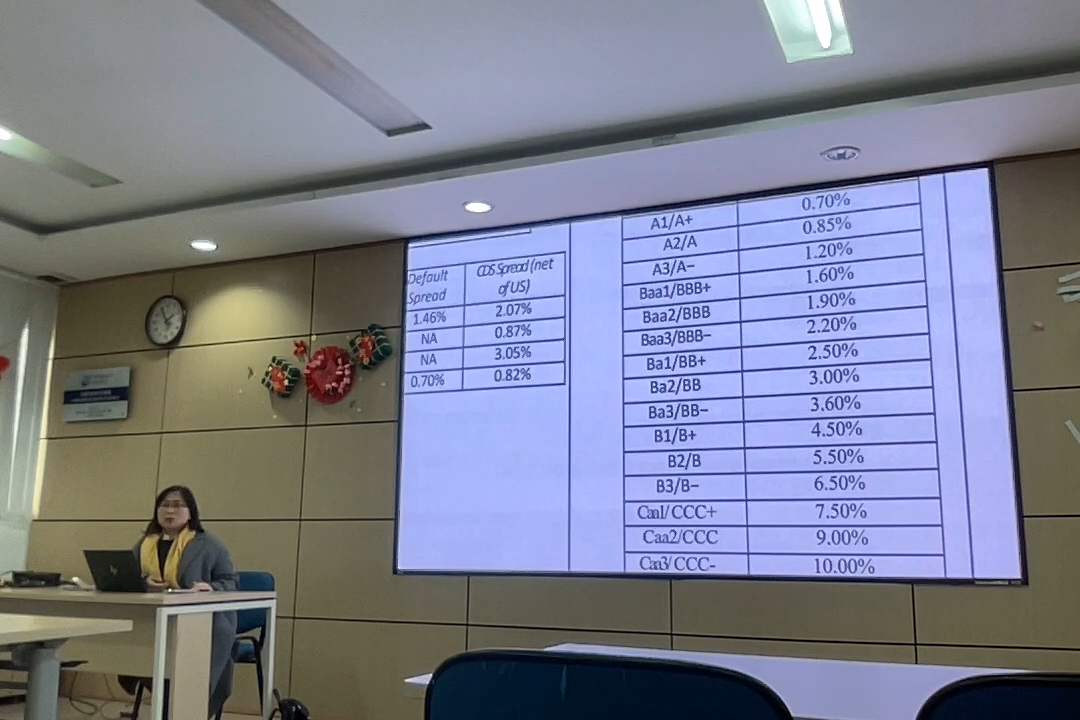 Default Spread
CDS Spread (net of US)
1.46% 2.07%
NA 0.87%
NA 3.05%
0.70% 0.82%
A1/A+ 0.70%
A2/A 0.85%
A3/A– 1.20%
Baa1/BBB+ 1.60%
Baa2/BBB 1.90%
Baa3/BBB– 2.20%
Ba1/BB+ 2.50%
Ba2/BB 3.00%
Ba3/BB– 3.60%
B1/B+ 4.50%
B2/B 5.50%
B3/B– 6.50%
Caa1/ CCC+ 7.50%
Caa2/CCC 9.00%
Caa3/ CCC- 10.00%